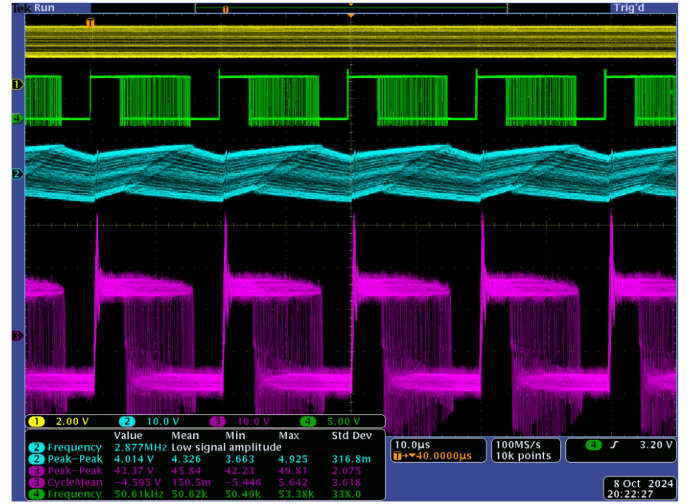 Tek Run Trig'd
T
T
1
4
2
3
1 2.00 V 2 10.0 V 3 10.0 V 4 5.00 V
Value Mean Min Max Std Dev
2 Frequency 2.877MHz Low signal amplitude
2 Peak-Peak 4.014 V 4.326 3.663 4.925 316.8m
3 Peak-Peak 43.37 V 45.84 42.23 49.81 2.075
3 CycleMean −4.595 V 150.5m −5.446 5.642 3.618
4 Frequency 50.61kHz 50.62k 50.49k 53.38k 338.0
10.0µs
T→▼40.0000µs
100MS/s
10k points
4 ʃ 3.20 V
8 Oct 2024
20:22:27